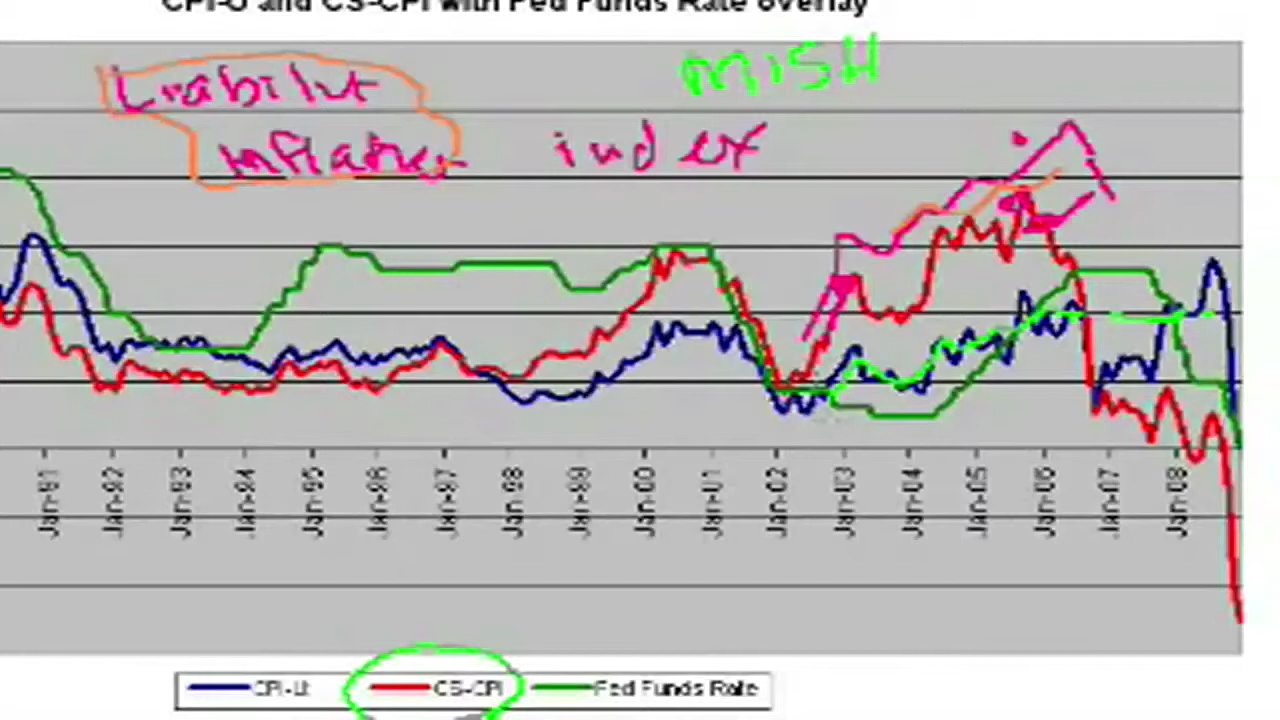 CPI-U and CS-CPI with Fed Funds Rate overlay
MISH
Liabilit
Inflation index
Jan-91 Jan-92 Jan-93 Jan-94 Jan-95 Jan-96 Jan-97 Jan-98 Jan-99 Jan-00 Jan-01 Jan-02 Jan-03 Jan-04 Jan-05 Jan-06 Jan-07 Jan-08
CPI-U CS-CPI Fed Funds Rate